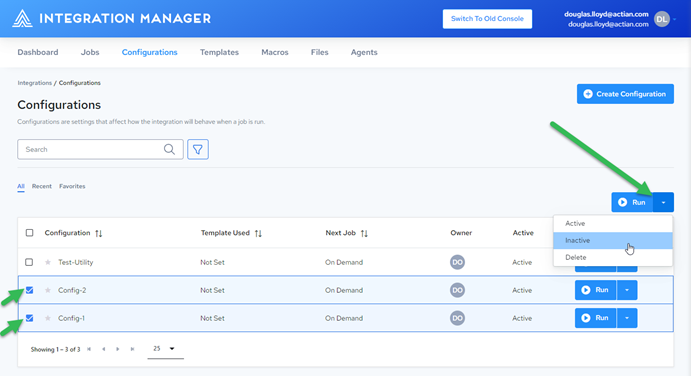 INTEGRATION MANAGER
Switch To Old Console
douglas.lloyd@actian.com
douglas.lloyd@actian.com
DL
Dashboard Jobs Configurations Templates Macros Files Agents
Integrations / Configurations
Configurations
Create Configuration
Configurations are settings that affect how the integration will behave when a job is run.
Search
All Recent Favorites
Run
Active
Inactive
Delete
Configuration Template Used Next Job Owner Active
Test-Utility Not Set On Demand DO Active Run
Config-2 Not Set On Demand DO Active Run
Config-1 Not Set On Demand DO Active Run
Showing 1 – 3 of 3 25